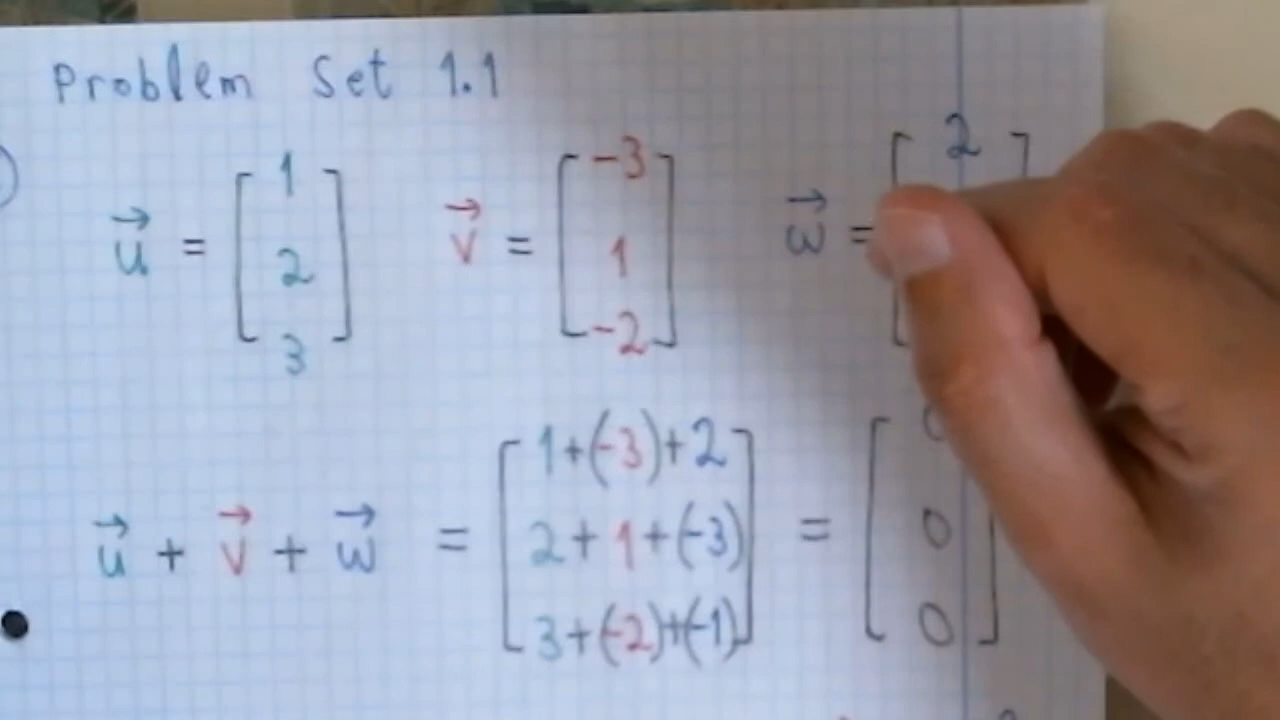 Problem Set 1.1
u⃗ = [1 2 3] v⃗ = [-3 1 -2] w⃗ = [2
u⃗ + v⃗ + w⃗ = [1+(-3)+2 2+1+(-3) 3+(-2)+(-1)] = [0 0 0]